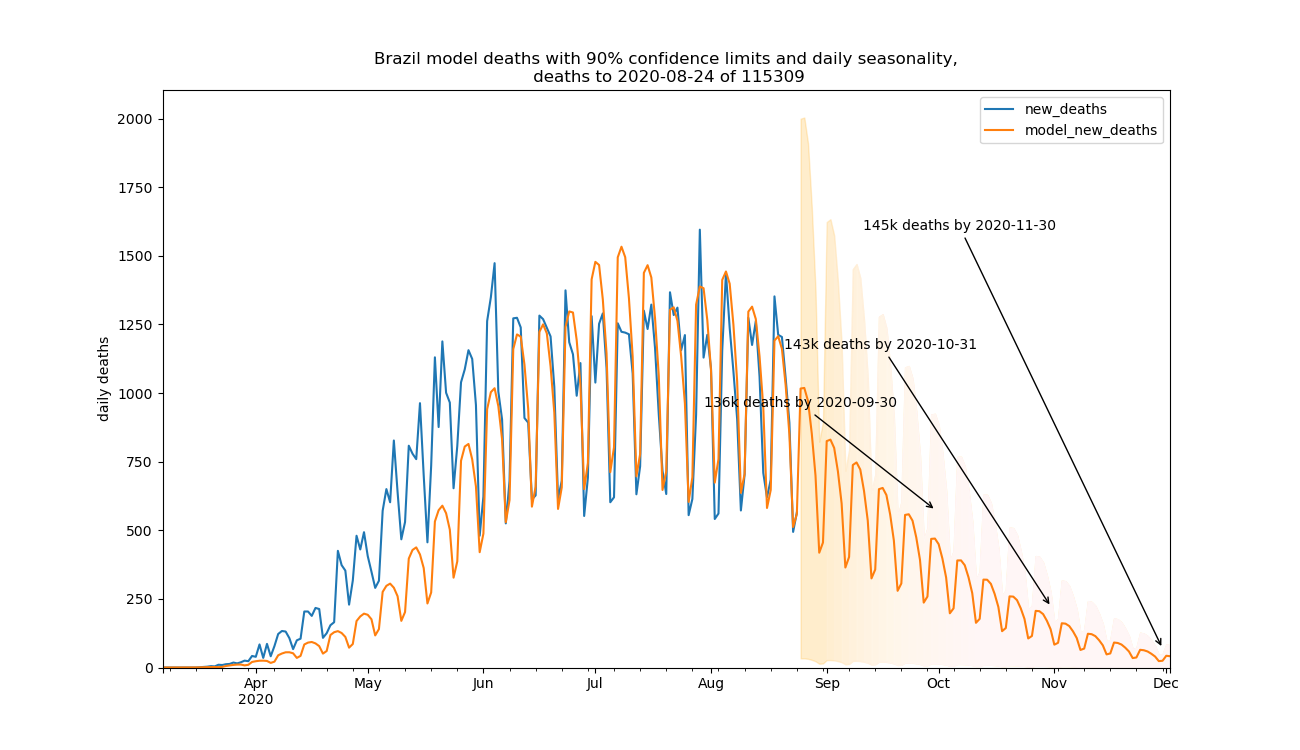 Brazil model deaths with 90% confidence limits and daily seasonality,
deaths to 2020-08-24 of 115309
new_deaths
model_new_deaths
daily deaths
2000
1750
1500
1250
1000
750
500
250
0
145k deaths by 2020-11-30
143k deaths by 2020-10-31
136k deaths by 2020-09-30
Apr May Jun Jul Aug Sep Oct Nov Dec
2020